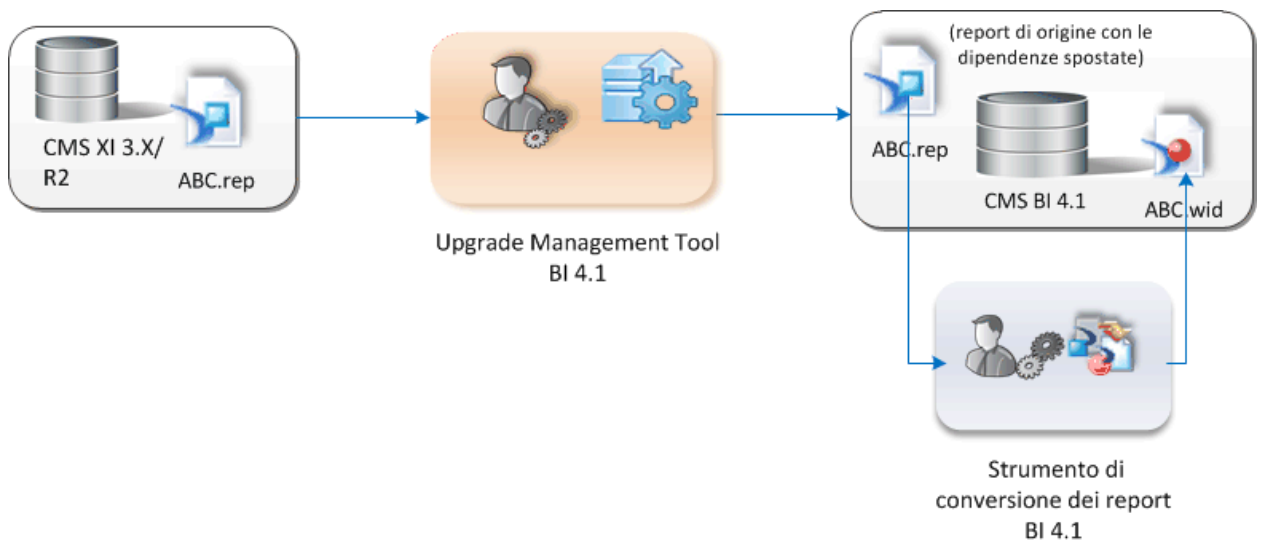 CMS XI 3.X/
R2
ABC.rep
Upgrade Management Tool
BI 4.1
(report di origine con le
dipendenze spostate)
ABC.rep
CMS BI 4.1
ABC.wid
Strumento di
conversione dei report
BI 4.1